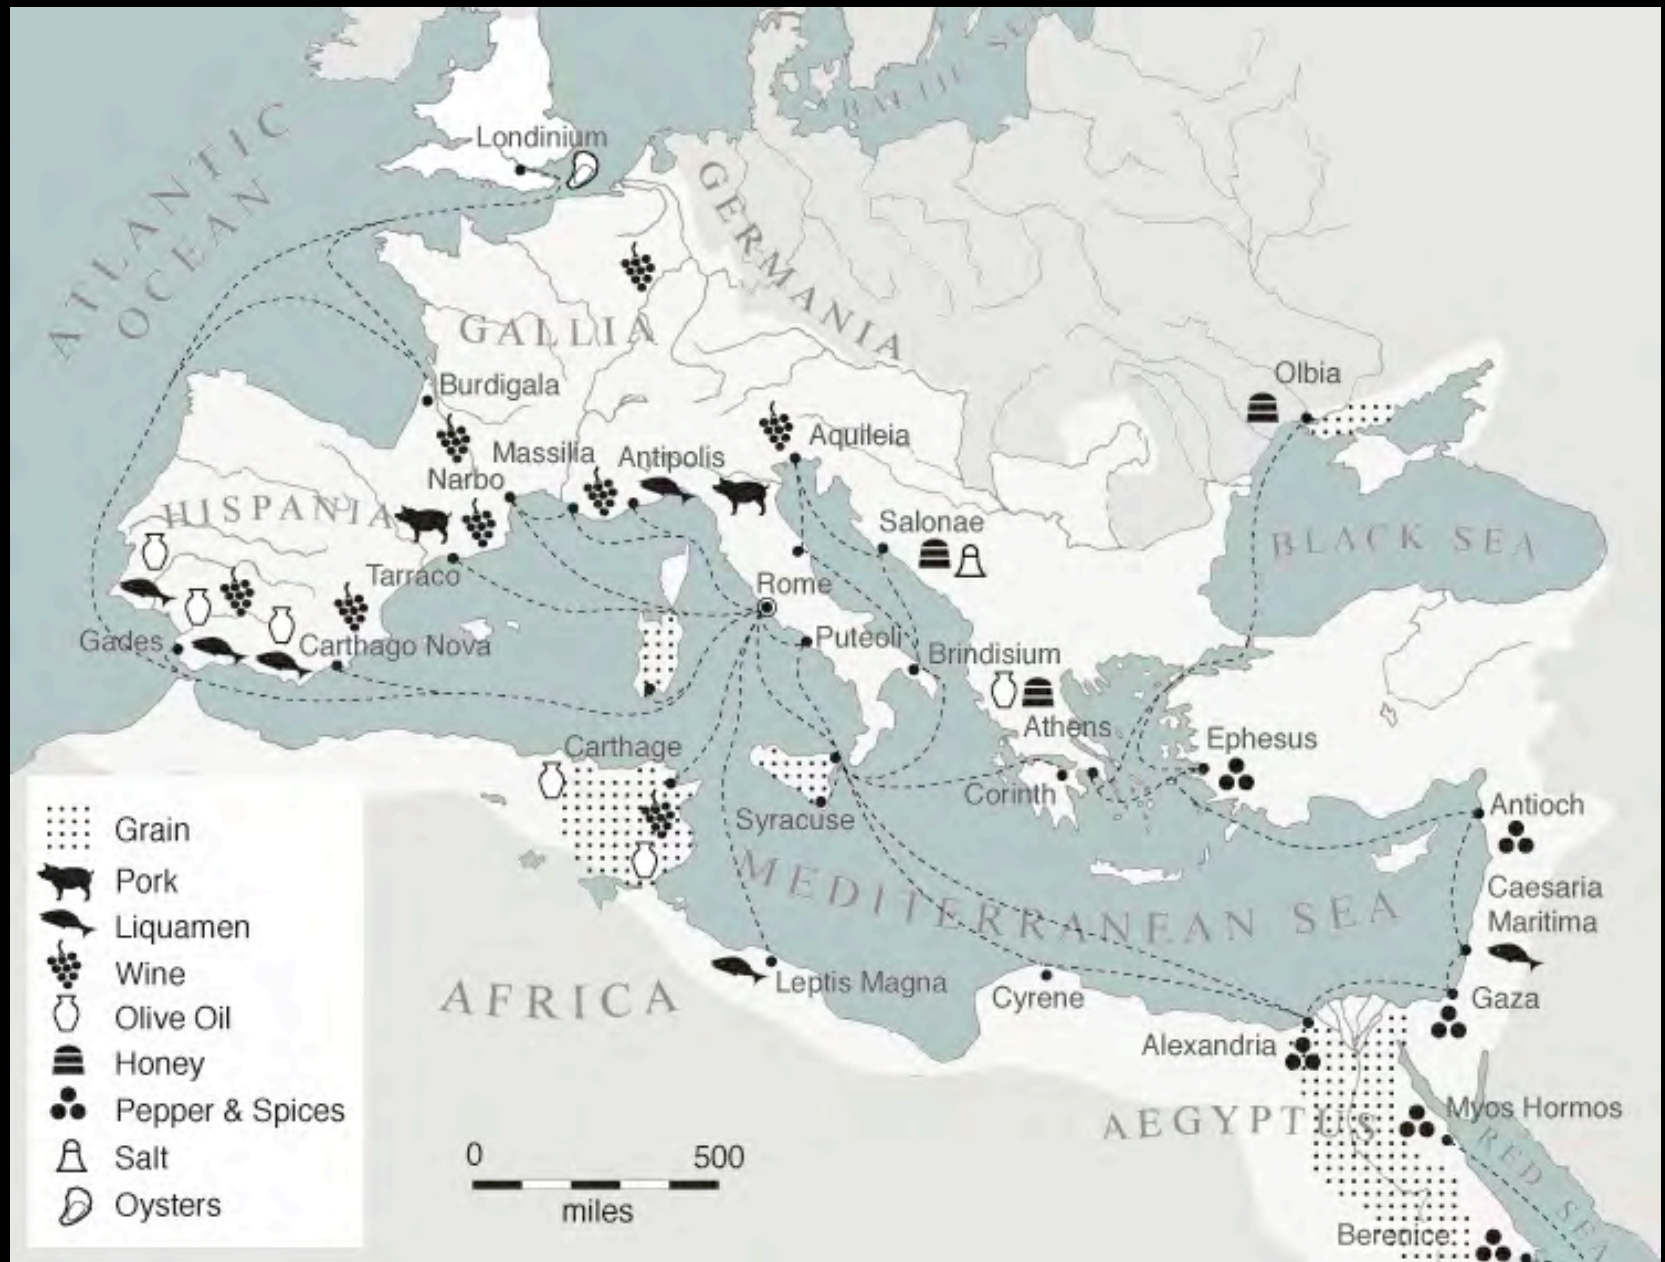 BALTIC SEA
Londinium
ATLANTIC
OCEAN
GERMANIA
GALLIA
Olbia
Burdigala
Aquileia
Massilia
Antipolis
Narbo
HISPANIA
Salonae
BLACK SEA
Tarraco
Rome
Gades
Carthago Nova
Puteoli
Brindisium
Athens
Carthage
Ephesus
Corinth
Syracuse
Antioch
MEDITERRANEAN SEA
Caesaria
Maritima
Leptis Magna
Cyrene
Gaza
AFRICA
Alexandria
AEGYPTUS
Myos Hormos
RED SEA
Berenice
Grain
Pork
Liquamen
Wine
Olive Oil
Honey
Pepper & Spices
Salt
Oysters
0 500
miles